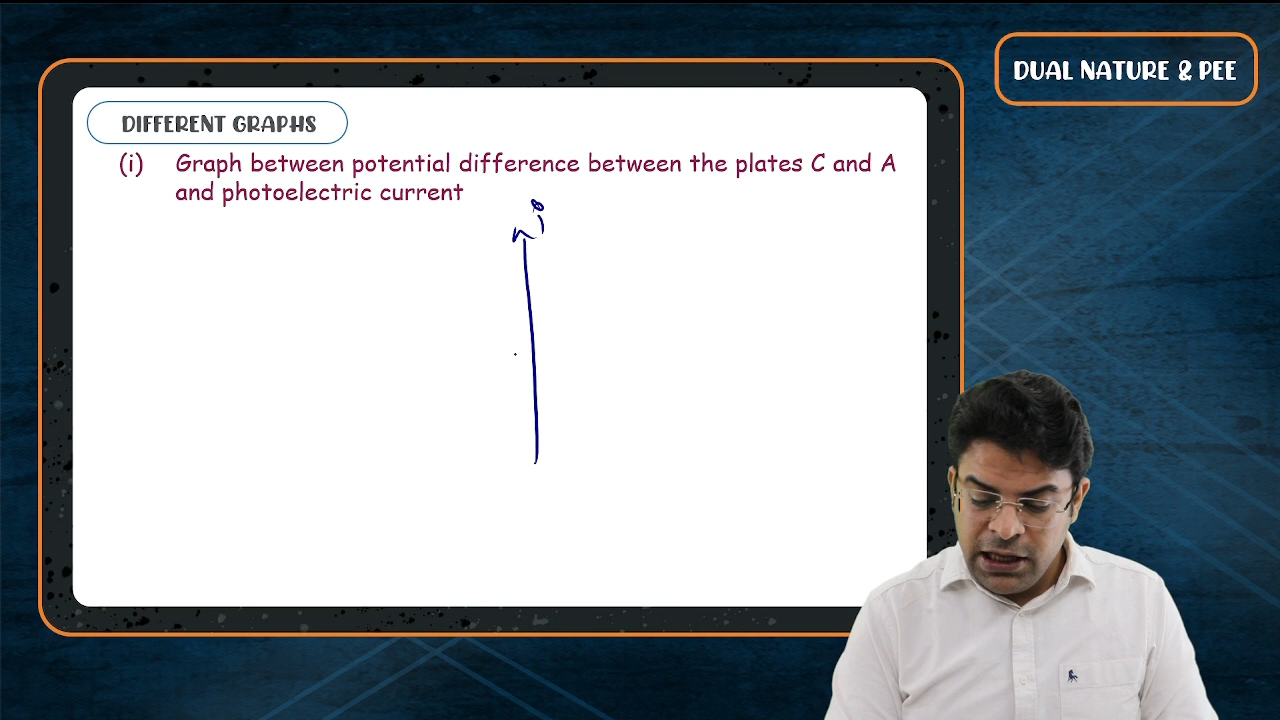 DUAL NATURE & PEE
DIFFERENT GRAPHS
(i) Graph between potential difference between the plates C and A
and photoelectric current